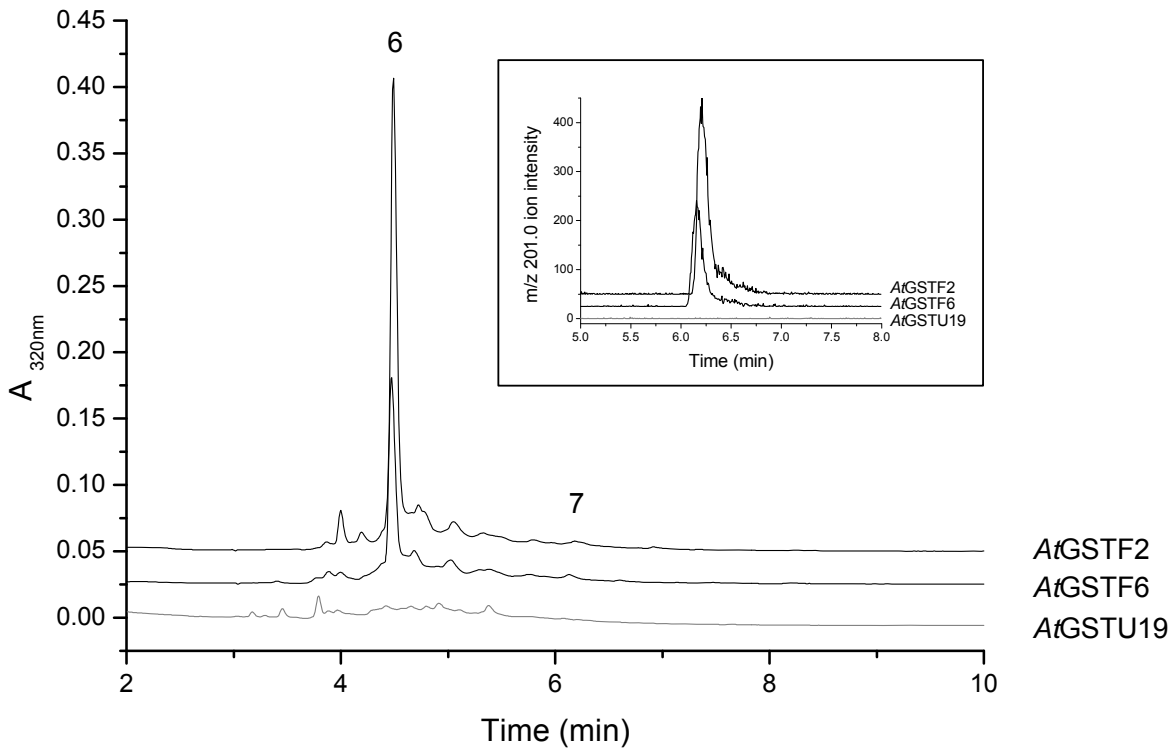 0.45
0.40
0.35
0.30
0.25
0.20
0.15
0.10
0.05
0.00
A 320nm
2
4
6
8
10
Time (min)
6
7
AtGSTF2
AtGSTF6
AtGSTU19
400
300
200
100
0
m/z 201.0 ion intensity
5.0
5.5
6.0
6.5
7.0
7.5
8.0
Time (min)
AtGSTF2
AtGSTF6
AtGSTU19